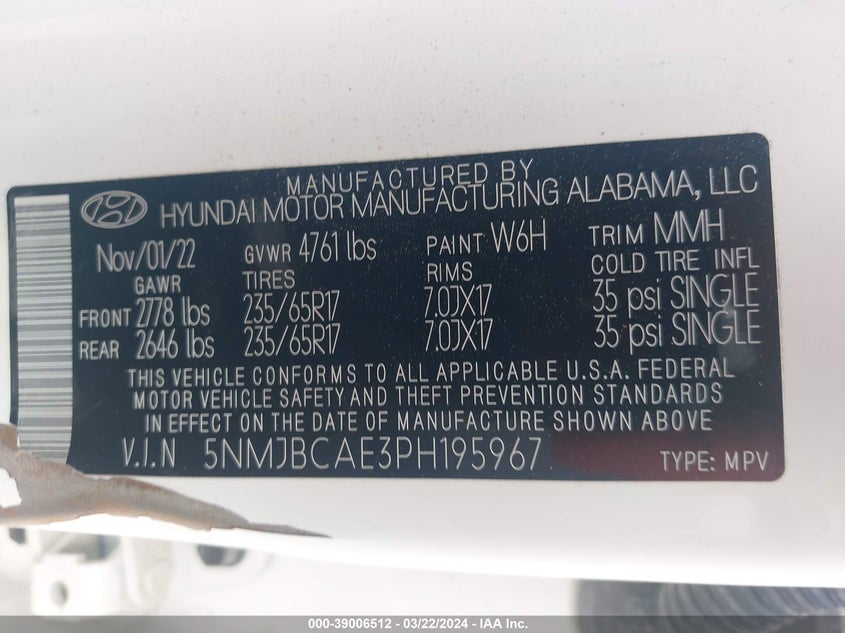 MANUFACTURED BY
HYUNDAI MOTOR MANUFACTURING ALABAMA, LLC
Nov/01/22 GVWR 4761 lbs PAINT W6H TRIM MMH
GAWR TIRES RIMS COLD TIRE INFL
FRONT 2778 lbs 235/65R17 7.0JX17 35 psi SINGLE
REAR 2646 lbs 235/65R17 7.0JX17 35 psi SINGLE
THIS VEHICLE CONFORMS TO ALL APPLICABLE U.S.A. FEDERAL
MOTOR VEHICLE SAFETY AND THEFT PREVENTION STANDARDS
IN EFFECT ON THE DATE OF MANUFACTURE SHOWN ABOVE
V.I.N 5NMJBCAE3PH195967 TYPE: MPV
000-39006512 - 03/22/2024 - IAA Inc.